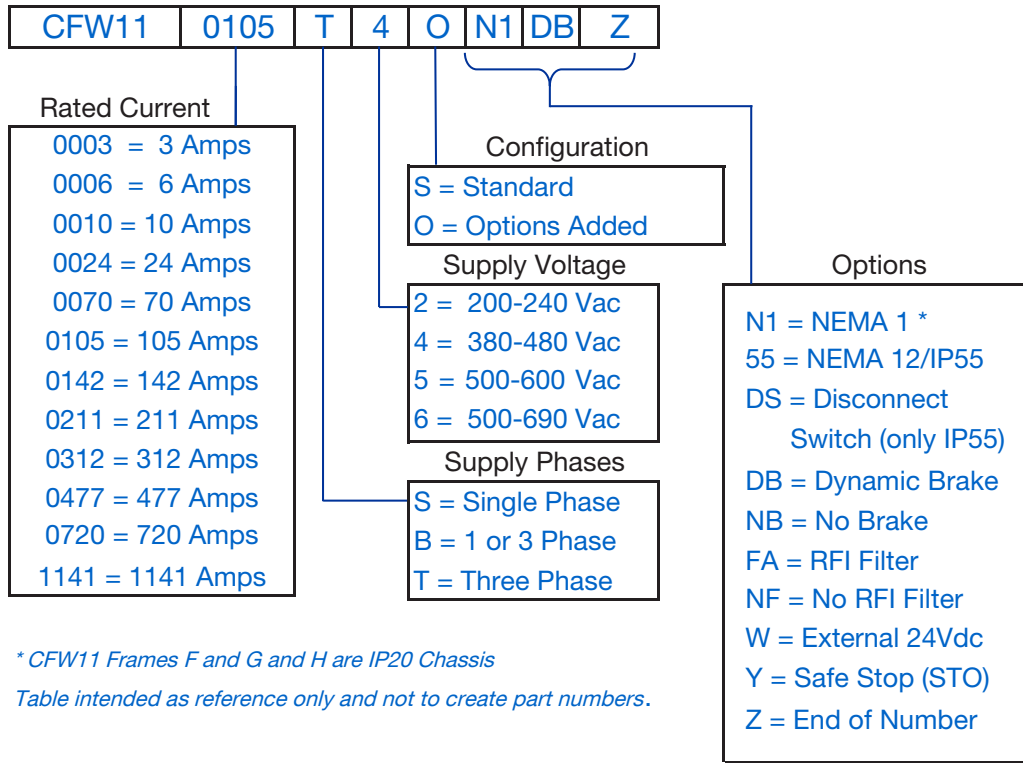 CFW11 0105 T 4 O N1 DB Z
Rated Current
0003 = 3 Amps
0006 = 6 Amps
0010 = 10 Amps
0024 = 24 Amps
0070 = 70 Amps
0105 = 105 Amps
0142 = 142 Amps
0211 = 211 Amps
0312 = 312 Amps
0477 = 477 Amps
0720 = 720 Amps
1141 = 1141 Amps
Configuration
S = Standard
O = Options Added
Supply Voltage
2 = 200-240 Vac
4 = 380-480 Vac
5 = 500-600 Vac
6 = 500-690 Vac
Supply Phases
S = Single Phase
B = 1 or 3 Phase
T = Three Phase
Options
N1 = NEMA 1 *
55 = NEMA 12/IP55
DS = Disconnect
Switch (only IP55)
DB = Dynamic Brake
NB = No Brake
FA = RFI Filter
NF = No RFI Filter
W = External 24Vdc
Y = Safe Stop (STO)
Z = End of Number
* CFW11 Frames F and G and H are IP20 Chassis
Table intended as reference only and not to create part numbers.